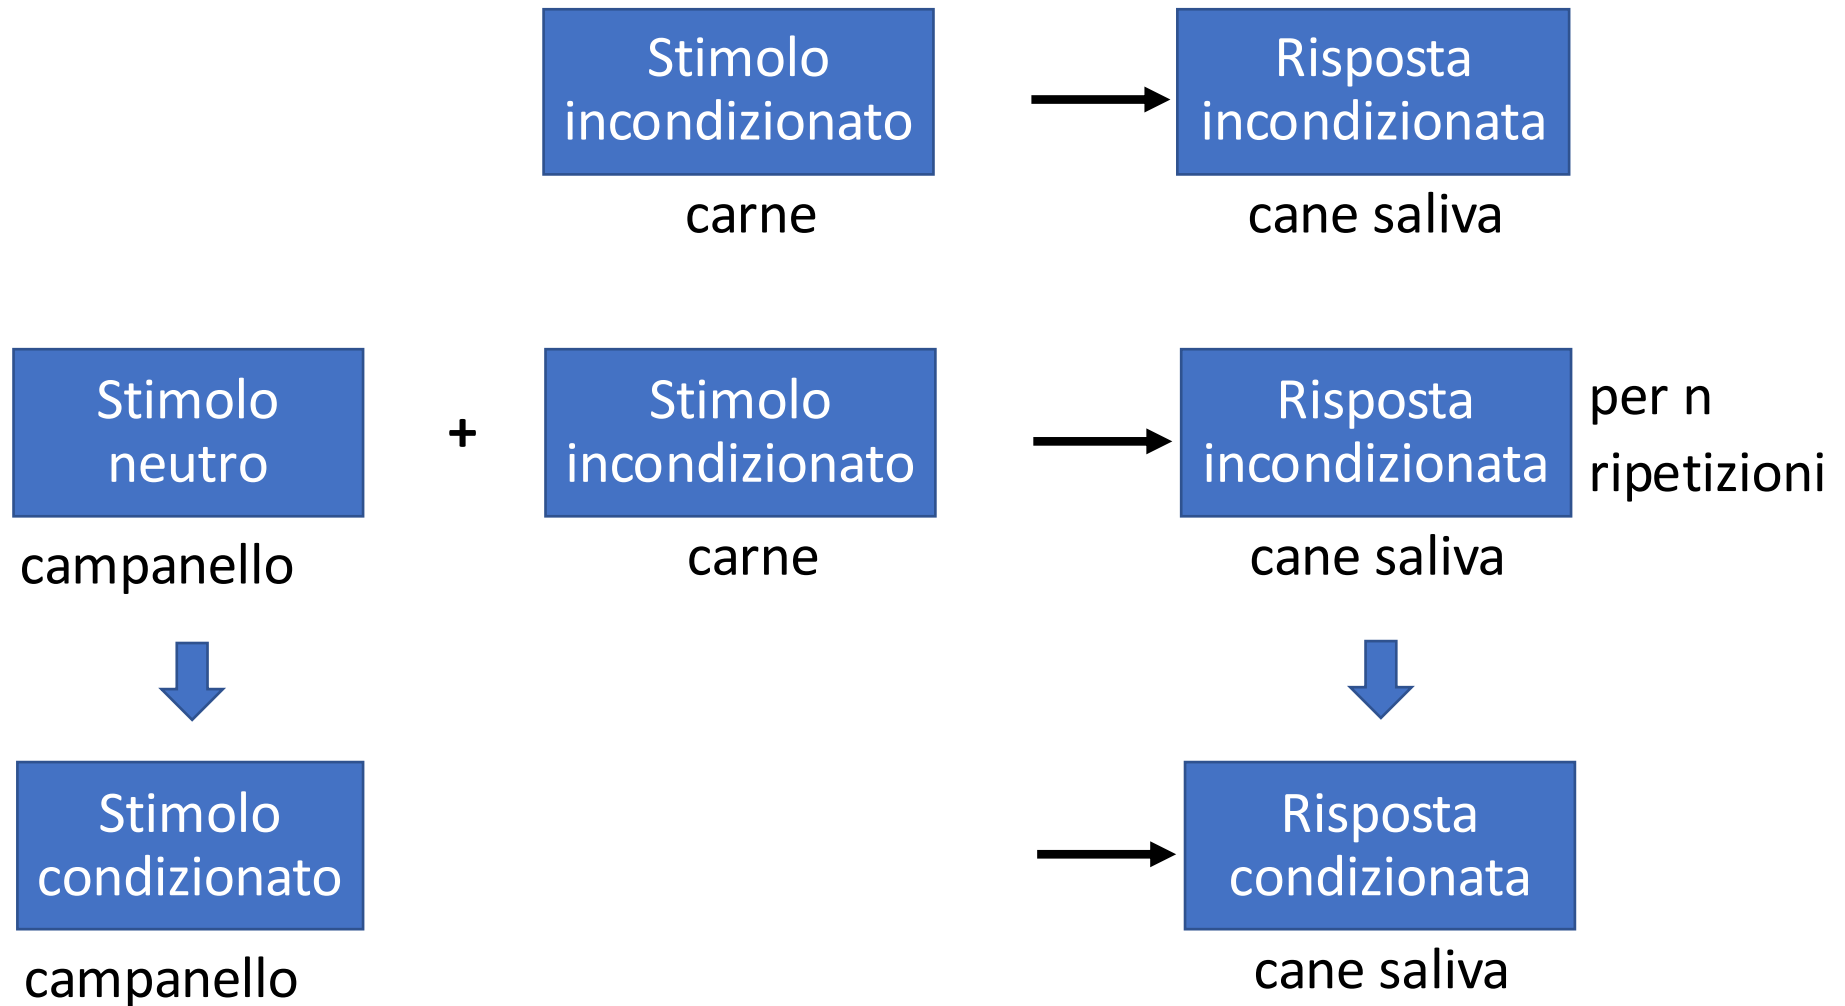 Stimolo
incondizionato
Risposta
incondizionata
carne
cane saliva
Stimolo
neutro
+
Stimolo
incondizionato
Risposta
incondizionata
per n
ripetizioni
campanello
carne
cane saliva
Stimolo
condizionato
Risposta
condizionata
campanello
cane saliva